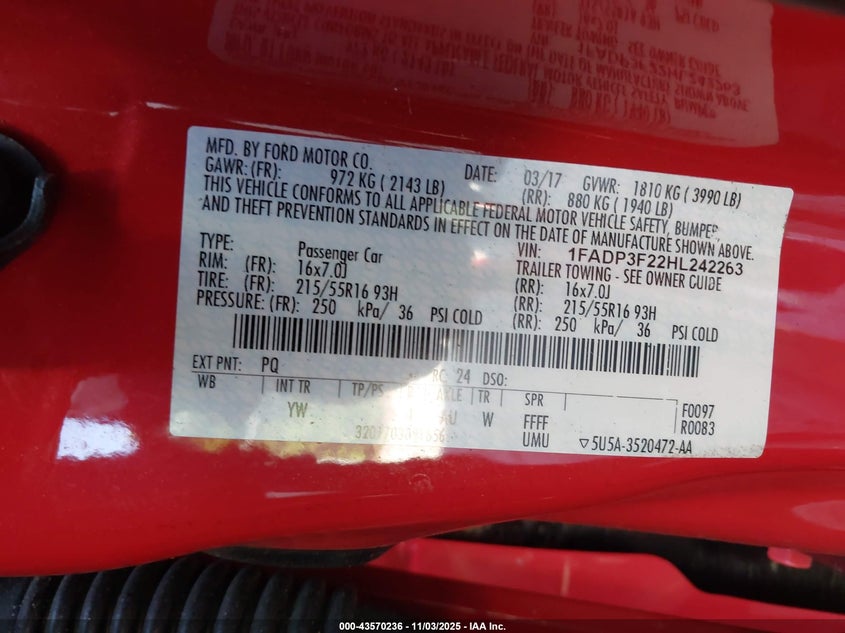 MFD. BY FORD MOTOR CO. DATE: 03/17 GVWR: 1810 KG ( 3990 LB)
GAWR: (FR): 972 KG ( 2143 LB) (RR): 880 KG ( 1940 LB)
THIS VEHICLE CONFORMS TO ALL APPLICABLE FEDERAL MOTOR VEHICLE SAFETY, BUMPER,
AND THEFT PREVENTION STANDARDS IN EFFECT ON THE DATE OF MANUFACTURE SHOWN ABOVE.
VIN: 1FADP3F22HL242263
TYPE: Passenger Car TRAILER TOWING - SEE OWNER GUIDE
RIM: (FR): 16x7.0J (RR): 16x7.0J
TIRE: (FR): 215/55R16 93H (RR): 215/55R16 93H
PRESSURE: (FR): 250 kPa/ 36 PSI COLD (RR): 250 kPa/ 36 PSI COLD
EXT PNT: PQ RC: 24 DSO:
WB INT TR TP/PS R AXLE TR SPR F0097
YW U W FFFF R0083
UMU 5U5A-3520472-AA
000-43570236 - 11/03/2025 - IAA Inc.